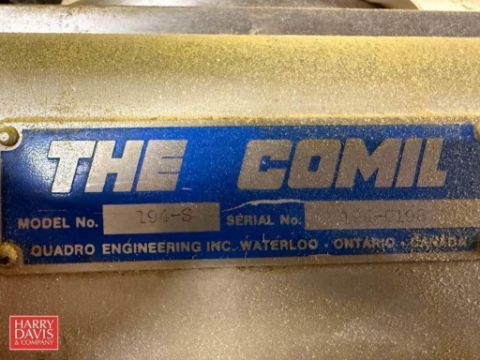 THE COMIL
MODEL No. 194-S SERIAL No.
QUADRO ENGINEERING INC. WATERLOO · ONTARIO · CANADA
HARRY
DAVIS
& COMPANY